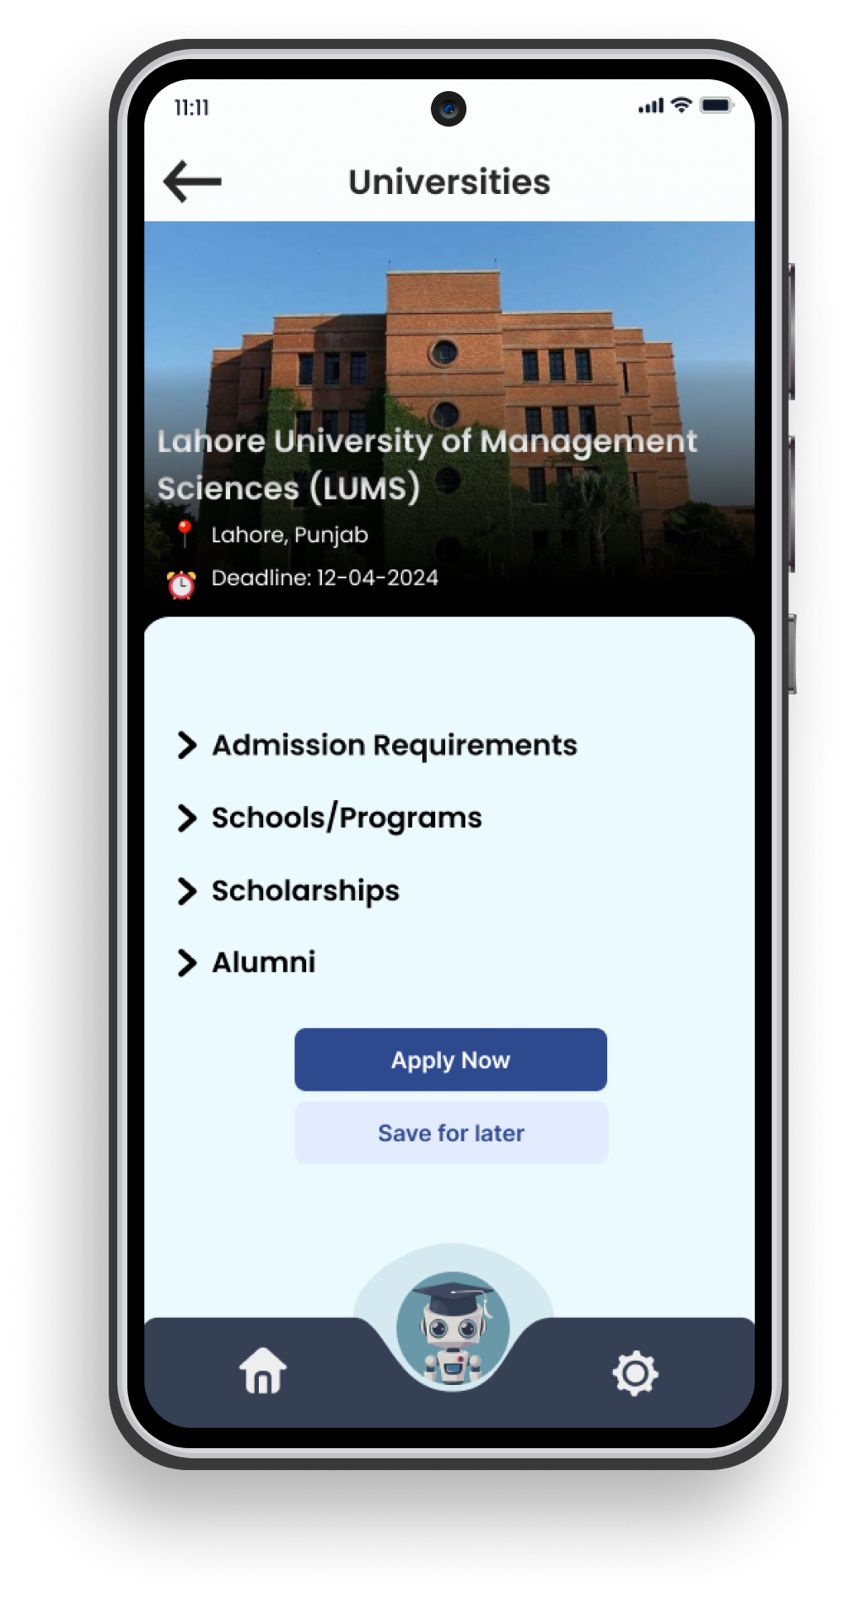 11:11
Universities
Lahore University of Management
Sciences (LUMS)
Lahore, Punjab
Deadline: 12-04-2024
Admission Requirements
Schools/Programs
Scholarships
Alumni
Apply Now
Save for later